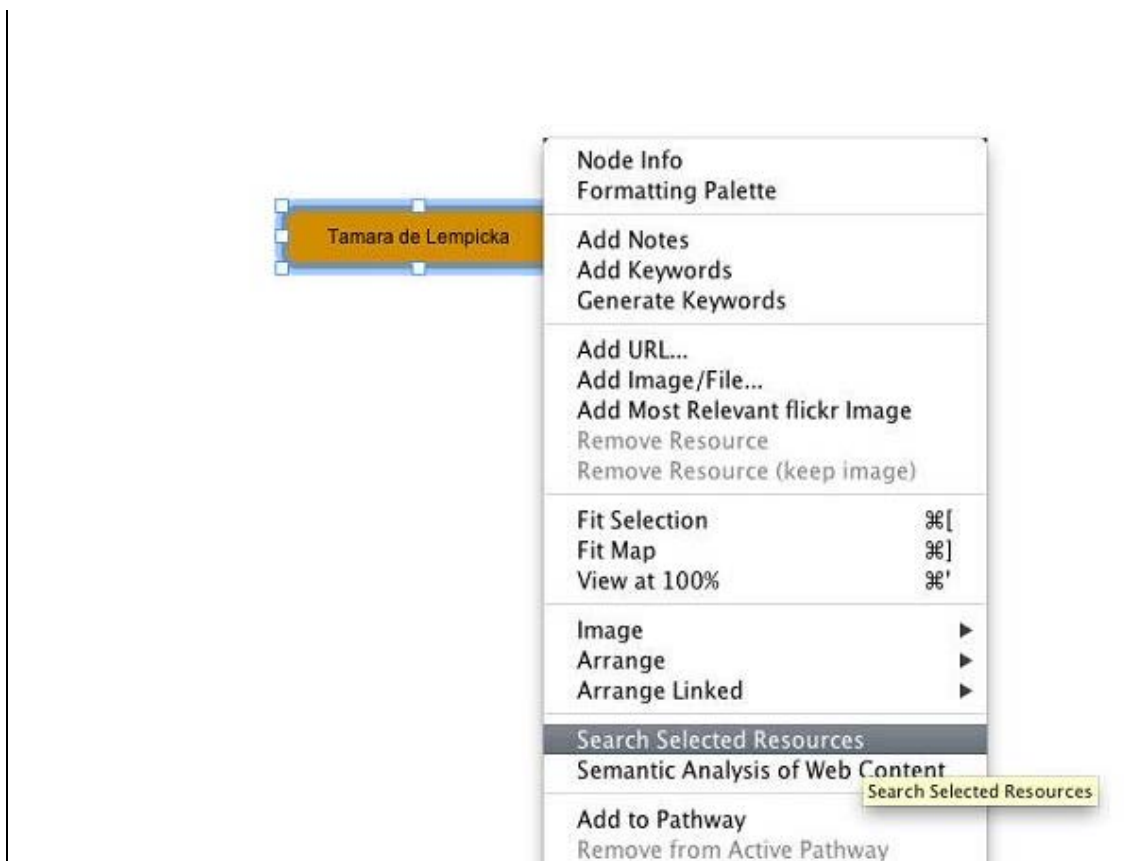 Tamara de Lempicka
Node Info
Formatting Palette
Add Notes
Add Keywords
Generate Keywords
Add URL...
Add Image/File...
Add Most Relevant flickr Image
Remove Resource
Remove Resource (keep image)
Fit Selection ⌘[
Fit Map ⌘]
View at 100% ⌘'
Image
Arrange
Arrange Linked
Search Selected Resources
Semantic Analysis of Web Content
Search Selected Resources
Add to Pathway
Remove from Active Pathway